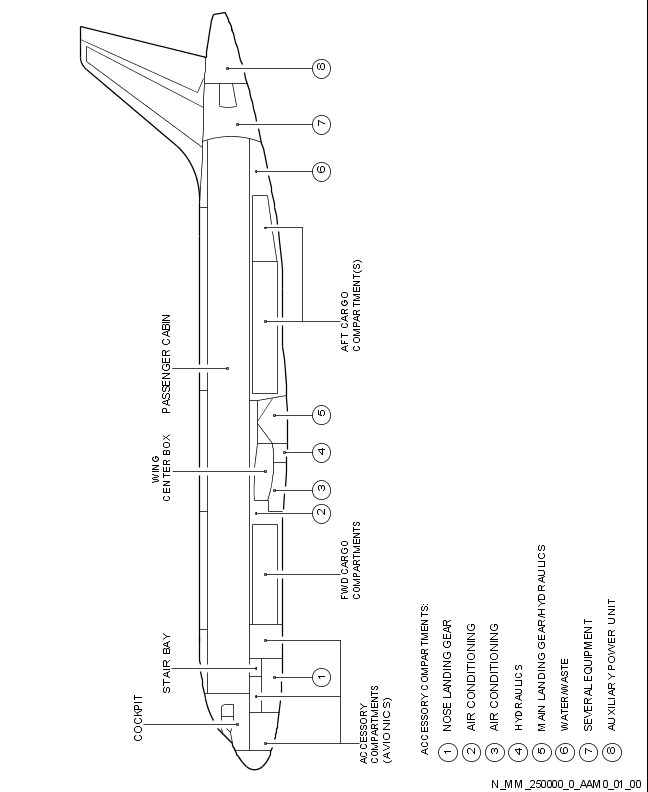 COCKPIT
STAIR BAY
WING
CENTER BOX
PASSENGER CABIN
1
2
3
4
5
6
7
8
ACCESSORY
COMPARTMENTS
(AVIONICS)
FWD CARGO
COMPARTMENTS
AFT CARGO
COMPARTMENT(S)
ACCESSORY COMPARTMENTS:
1 NOSE LANDING GEAR
2 AIR CONDITIONING
3 AIR CONDITIONING
4 HYDRAULICS
5 MAIN LANDING GEAR/HYDRAULICS
6 WATER/WASTE
7 SEVERAL EQUIPMENT
8 AUXILIARY POWER UNIT
N_MM_250000_0_AAM0_01_00